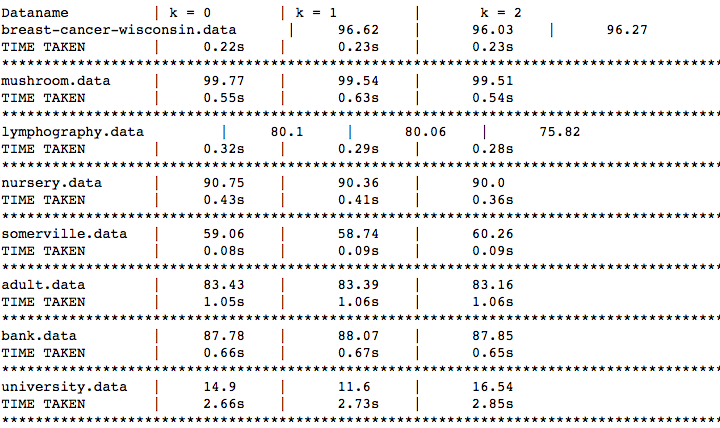 Dataname | k = 0 | k = 1 | k = 2
breast-cancer-wisconsin.data | 96.62 | 96.03 | 96.27
TIME TAKEN | 0.22s | 0.23s | 0.23s
************************************************************************
mushroom.data | 99.77 | 99.54 | 99.51
TIME TAKEN | 0.55s | 0.63s | 0.54s
************************************************************************
lymphography.data | 80.1 | 80.06 | 75.82
TIME TAKEN | 0.32s | 0.29s | 0.28s
************************************************************************
nursery.data | 90.75 | 90.36 | 90.0
TIME TAKEN | 0.43s | 0.41s | 0.36s
************************************************************************
somerville.data | 59.06 | 58.74 | 60.26
TIME TAKEN | 0.08s | 0.09s | 0.09s
************************************************************************
adult.data | 83.43 | 83.39 | 83.16
TIME TAKEN | 1.05s | 1.06s | 1.06s
************************************************************************
bank.data | 87.78 | 88.07 | 87.85
TIME TAKEN | 0.66s | 0.67s | 0.65s
************************************************************************
university.data | 14.9 | 11.6 | 16.54
TIME TAKEN | 2.66s | 2.73s | 2.85s
************************************************************************